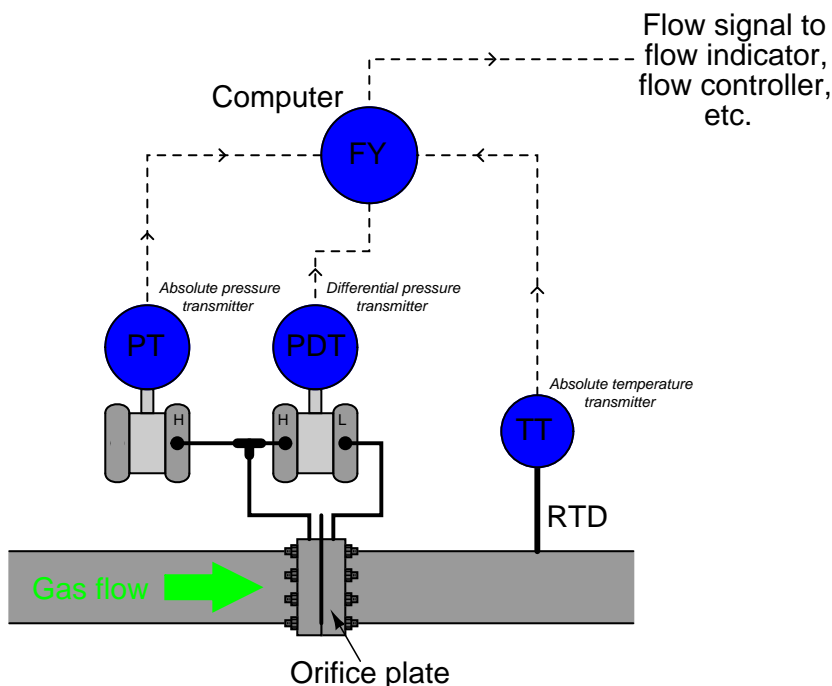 Flow signal to
flow indicator,
flow controller,
etc.
Computer
FY
Absolute pressure
transmitter
Differential pressure
transmitter
PT
PDT
Absolute temperature
transmitter
H
H
L
TT
RTD
Gas flow
Orifice plate